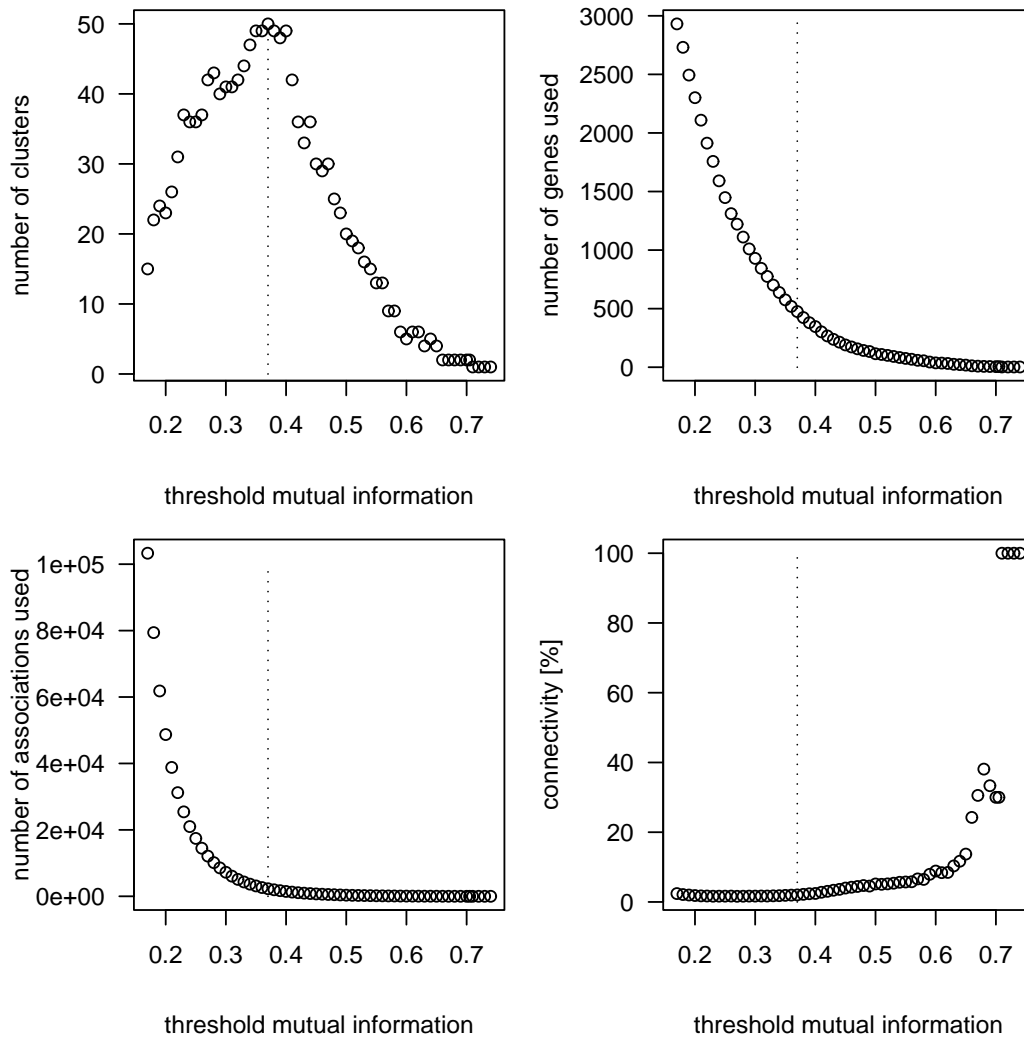 number of clusters
50
40
30
20
10
0
0.2 0.3 0.4 0.5 0.6 0.7
threshold mutual information
number of genes used
3000
2500
2000
1500
1000
500
0
0.2 0.3 0.4 0.5 0.6 0.7
threshold mutual information
number of associations used
1e+05
8e+04
6e+04
4e+04
2e+04
0e+00
0.2 0.3 0.4 0.5 0.6 0.7
threshold mutual information
connectivity [%]
100
80
60
40
20
0
0.2 0.3 0.4 0.5 0.6 0.7
threshold mutual information